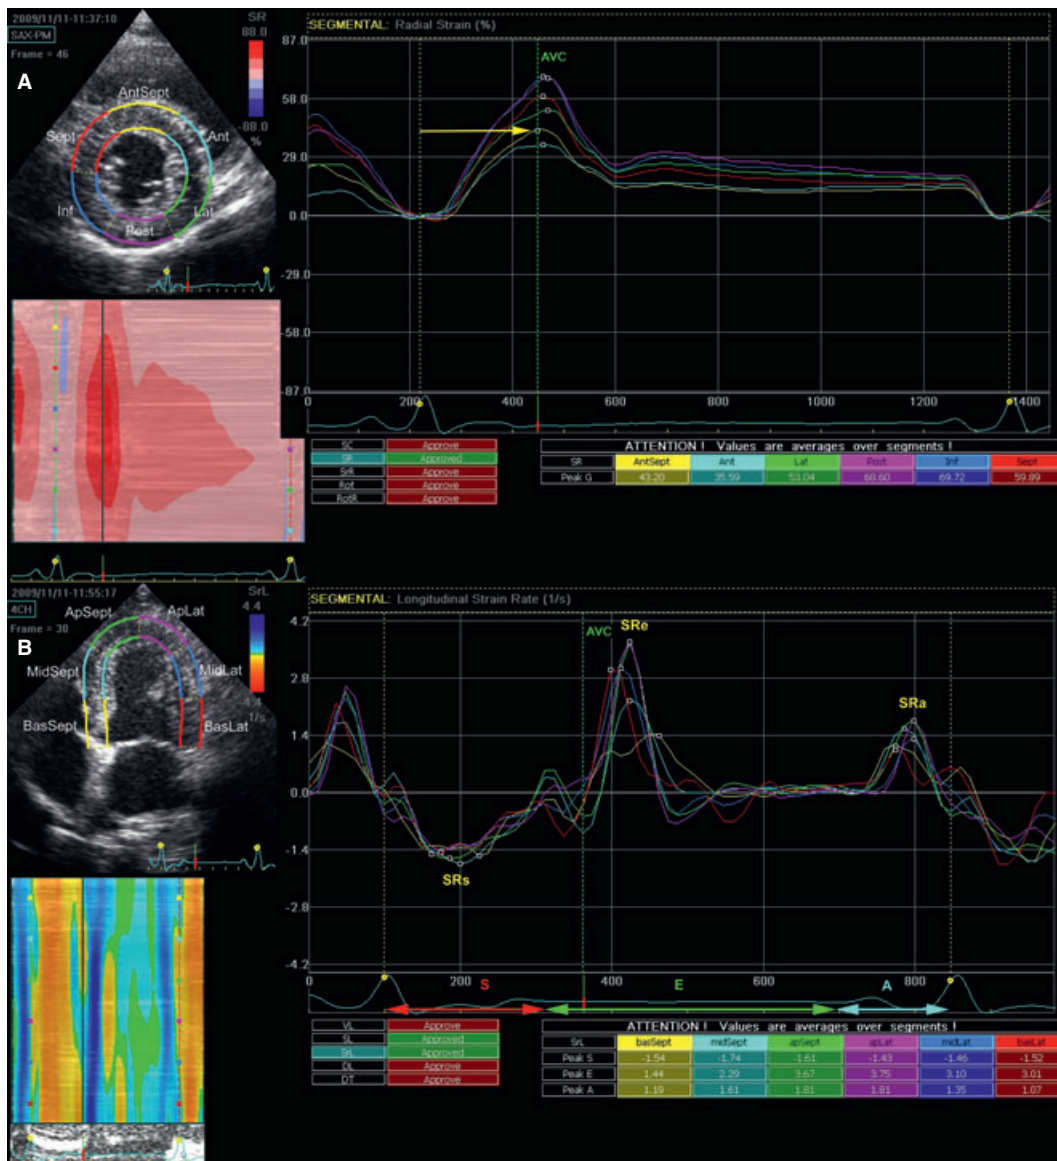 2009/11/11-11:37:10
SAX-PM
Frame = 46
A
SR
88.0
-88.0
%
AntSept
Sept
Ant
Inf
Lat
Post
SEGMENTAL: Radial Strain (%)
87.0
58.0
29.0
0.0
-29.0
-58.0
-87.0
AVC
0 200 400 600 800 1000 1200 1400
SC Approve
SR Approved
SrR Approve
Rot Approve
RotR Approve
ATTENTION ! Values are averages over segments !
SR AntSept Ant Lat Post Inf Sept
Peak G 43.20 35.59 53.04 68.60 69.72 59.89
2009/11/11-11:55:17
4CH
Frame = 30
B
SrL
4.4
-4.4
1/s
ApSept
ApLat
MidSept
MidLat
BasSept
BasLat
SEGMENTAL: Longitudinal Strain Rate (1/s)
4.2
2.8
1.4
0.0
-1.4
-2.8
-4.2
AVC
SRe
SRa
SRs
0 200 400 600 800
S E A
VL Approve
SL Approved
SrL Approved
DL Approve
DT Approve
ATTENTION ! Values are averages over segments !
SrL basSept midSept apSept apLat midLat basLat
Peak S -1.54 -1.74 -1.61 -1.43 -1.46 -1.52
Peak E 1.44 2.29 3.67 3.75 3.10 3.01
Peak A 1.19 1.61 1.81 1.81 1.35 1.07